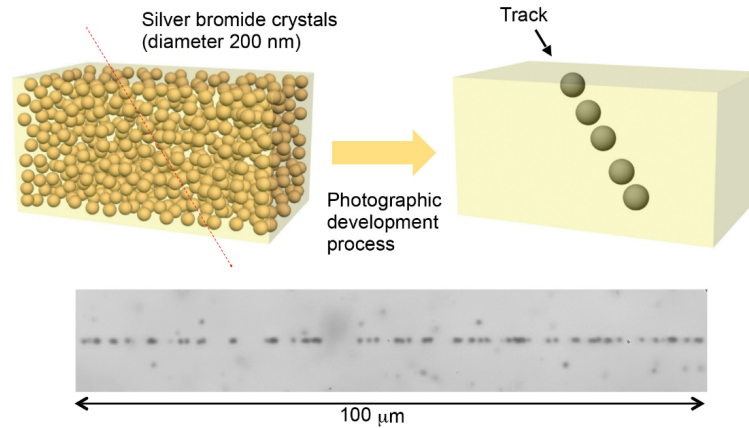 Silver bromide crystals
(diameter 200 nm)
Track
Photographic
development
process
100 μm